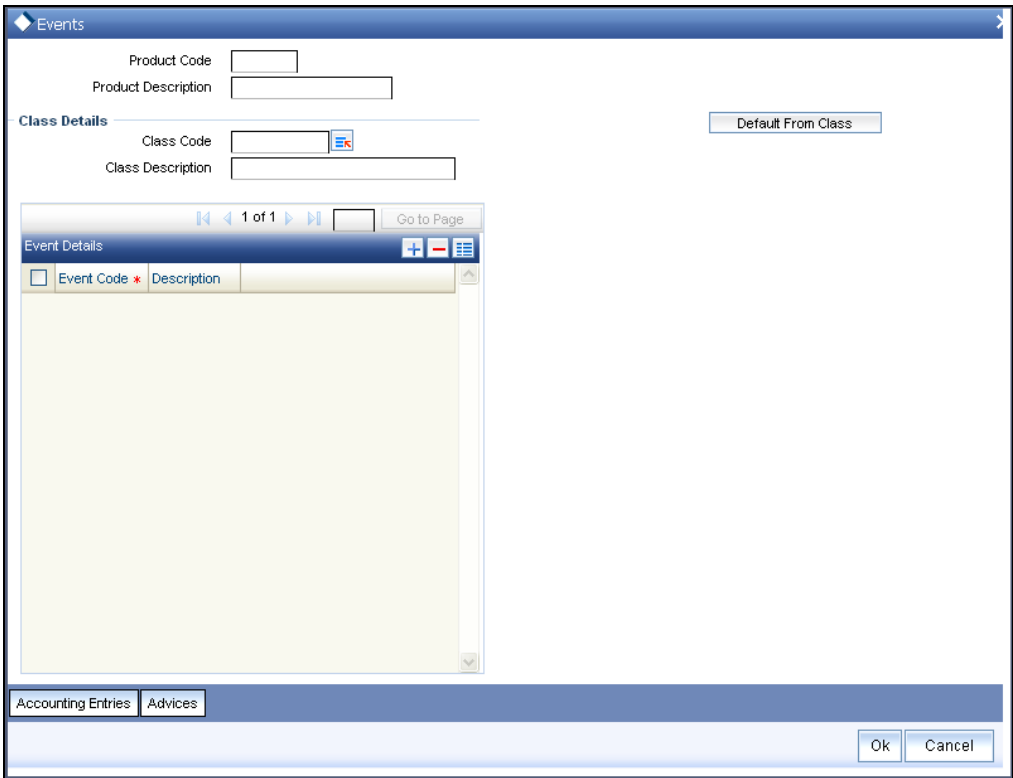 Events
Product Code
Product Description
Class Details
Default From Class
Class Code
Class Description
1 of 1 Go to Page
Event Details
Event Code * Description
Accounting Entries Advices
Ok Cancel